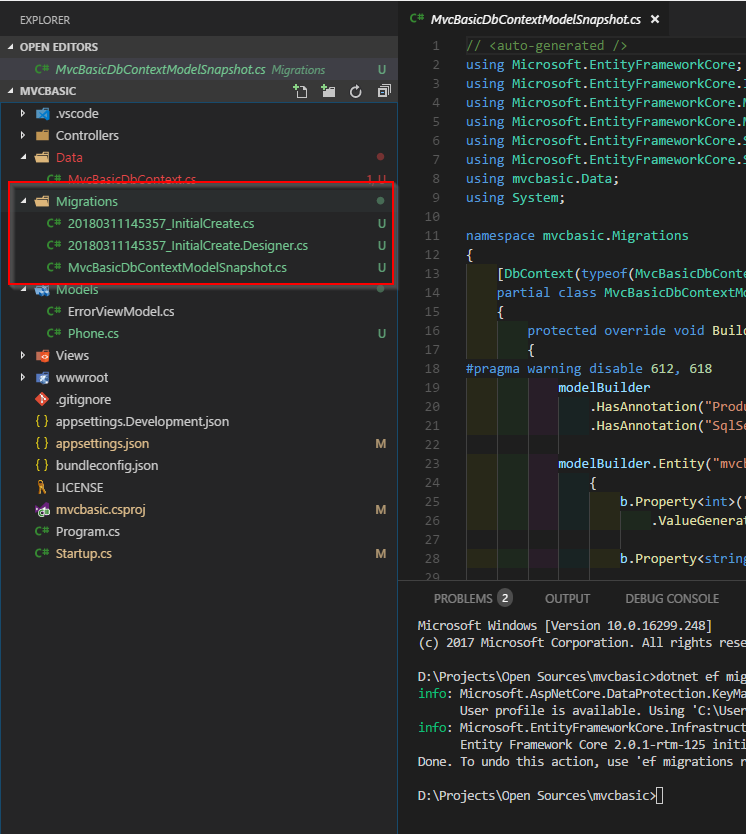 EXPLORER
OPEN EDITORS
C# MvcBasicDbContextModelSnapshot.cs Migrations U
MVCBASIC
.vscode
Controllers
Data
C# MvcBasicDbContext.cs 1, U
Migrations
C# 20180311145357_InitialCreate.cs U
C# 20180311145357_InitialCreate.Designer.cs U
C# MvcBasicDbContextModelSnapshot.cs U
Models
C# ErrorViewModel.cs
C# Phone.cs U
Views
wwwroot
.gitignore
{ } appsettings.Development.json
{ } appsettings.json M
{ } bundleconfig.json
LICENSE
mvcbasic.csproj M
C# Program.cs
C# Startup.cs M
C# MvcBasicDbContextModelSnapshot.cs ×
1 // <auto-generated />
2 using Microsoft.EntityFrameworkCore;
3 using Microsoft.EntityFrameworkCore.I
4 using Microsoft.EntityFrameworkCore.M
5 using Microsoft.EntityFrameworkCore.M
6 using Microsoft.EntityFrameworkCore.S
7 using Microsoft.EntityFrameworkCore.S
8 using mvcbasic.Data;
9 using System;
10
11 namespace mvcbasic.Migrations
12 {
13 [DbContext(typeof(MvcBasicDbConte
14 partial class MvcBasicDbContextMo
15 {
16 protected override void Build
17 {
18 #pragma warning disable 612, 618
19 modelBuilder
20 .HasAnnotation("Produ
21 .HasAnnotation("SqlSe
22
23 modelBuilder.Entity("mvcb
24 {
25 b.Property<int>("
26 .ValueGenerat
27
28 b.Property<string
29
PROBLEMS 2 OUTPUT DEBUG CONSOLE
Microsoft Windows [Version 10.0.16299.248]
(c) 2017 Microsoft Corporation. All rights rese
D:\Projects\Open Sources\mvcbasic>dotnet ef mig
info: Microsoft.AspNetCore.DataProtection.KeyMa
User profile is available. Using 'C:\User
info: Microsoft.EntityFrameworkCore.Infrastruct
Entity Framework Core 2.0.1-rtm-125 initi
Done. To undo this action, use 'ef migrations r
D:\Projects\Open Sources\mvcbasic>